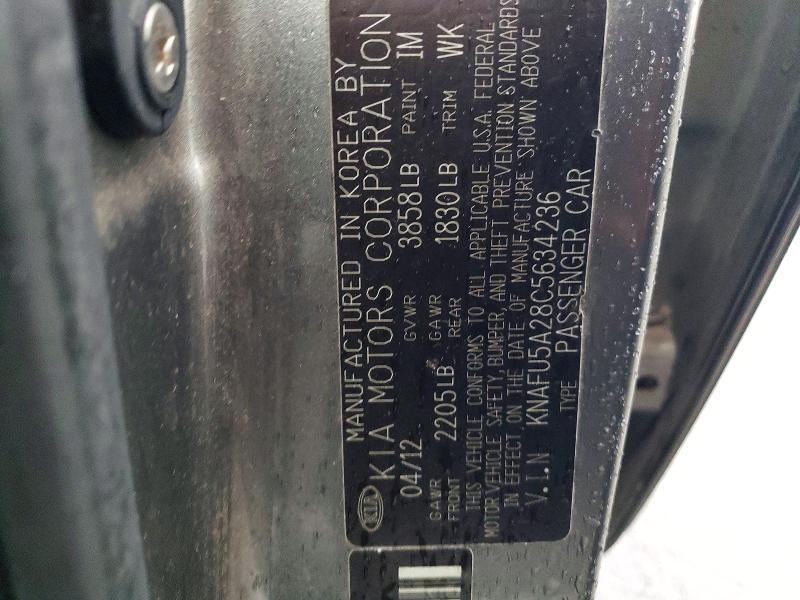 MANUFACTURED IN KOREA BY
KIA KIA MOTORS CORPORATION
04/12 GVWR 3858LB PAINT IM
GAWR FRONT 2205LB GAWR REAR 1830LB TRIM WK
THIS VEHICLE CONFORMS TO ALL APPLICABLE U.S.A. FEDERAL
MOTOR VEHICLE SAFETY, BUMPER, AND THEFT PREVENTION STANDARDS
IN EFFECT ON THE DATE OF MANUFACTURE SHOWN ABOVE
V.I.N KNAFU5A28C5634236
TYPE PASSENGER CAR